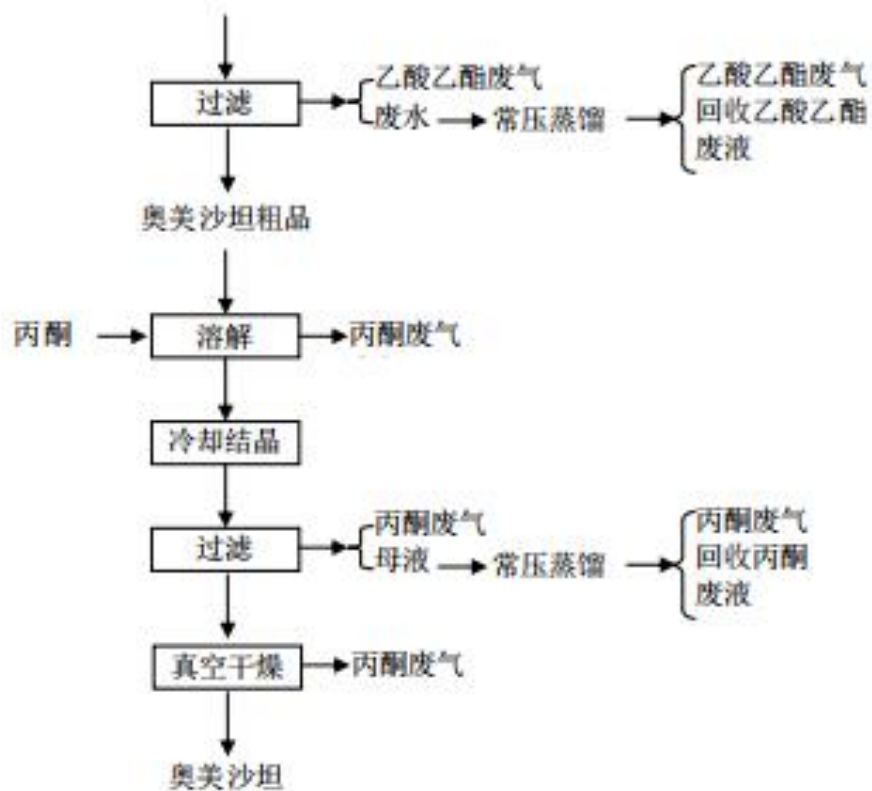 乙酸乙酯废气
乙酸乙酯废气
过滤
废水
常压蒸馏
回收乙酸乙酯
废液
奥美沙坦粗品
丙酮
溶解
丙酮废气
冷却结晶
丙酮废气
丙酮废气
过滤
母液
常压蒸馏
回收丙酮
废液
真空干燥
丙酮废气
奥美沙坦